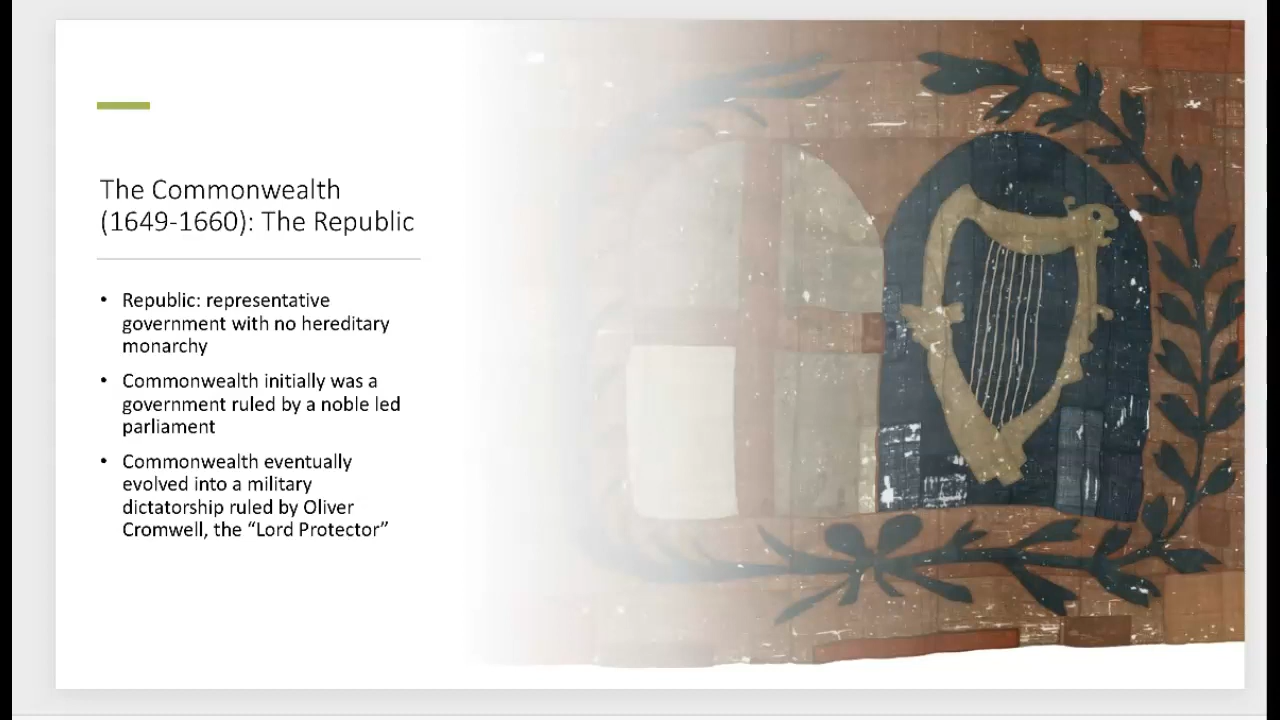 The Commonwealth
(1649-1660): The Republic
• Republic: representative
government with no hereditary
monarchy
• Commonwealth initially was a
government ruled by a noble led
parliament
• Commonwealth eventually
evolved into a military
dictatorship ruled by Oliver
Cromwell, the “Lord Protector”